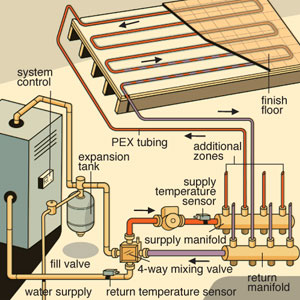 system
control
finish
floor
PEX tubing
additional
zones
expansion
tank
supply
temperature
sensor
surpply manifold
fill valve
4-way mixing valve
return
manifold
water supply
return temperature sensor